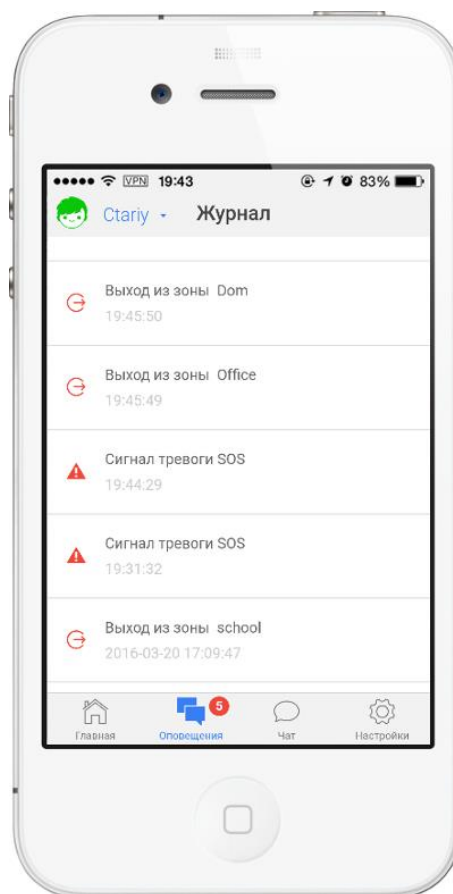 VPN 19:43 83%
Ctariy Журнал
Выход из зоны Dom
19:45:50
Выход из зоны Office
19:45:49
Сигнал тревоги SOS
19:44:29
Сигнал тревоги SOS
19:31:32
Выход из зоны school
2016-03-20 17:09:47
5
Главная Оповещения Чат Настройки